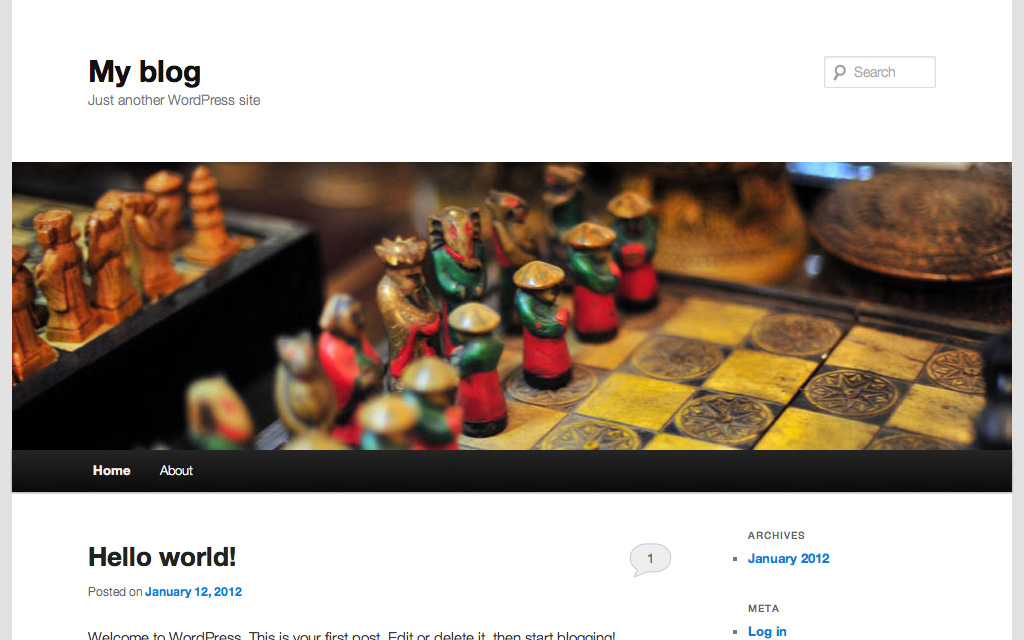 My blog
Just another WordPress site
Search
Home About
Hello world!
1
Posted on January 12, 2012
Welcome to WordPress. This is your first post. Edit or delete it, then start blogging!
ARCHIVES
January 2012
META
Log in